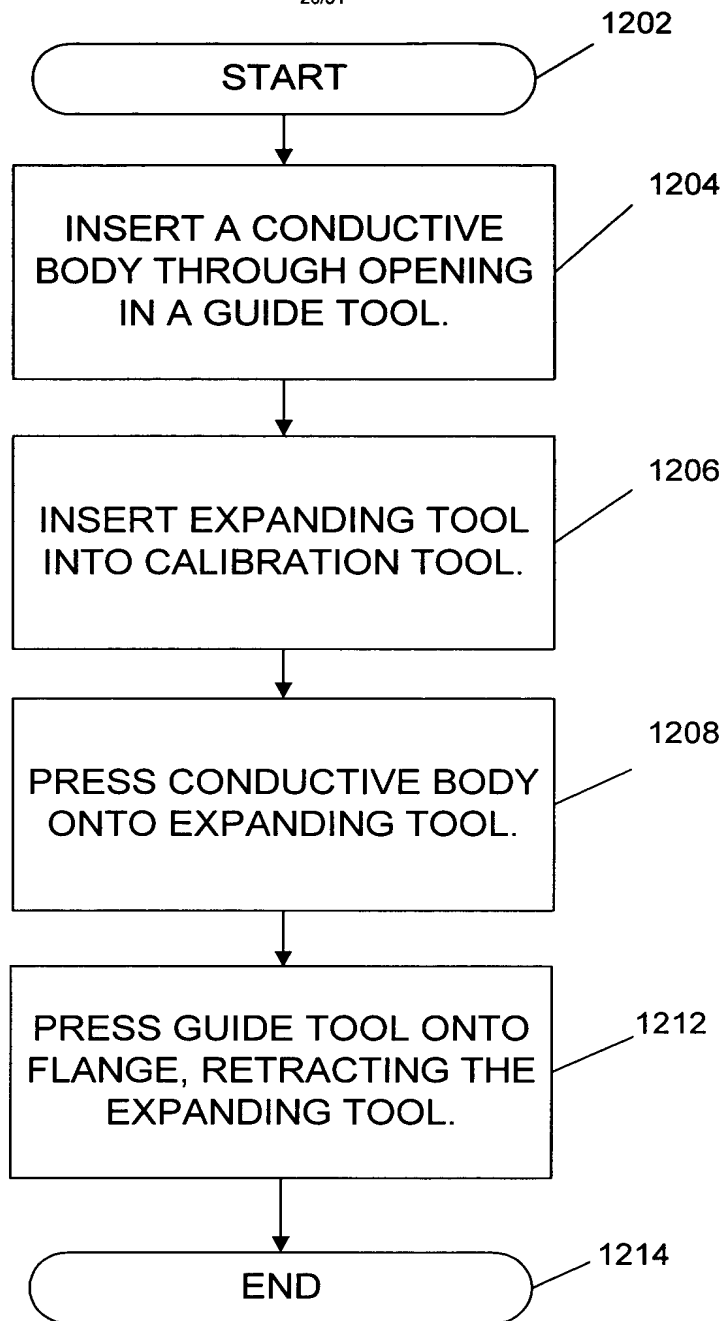 1202
START
1204
INSERT A CONDUCTIVE
BODY THROUGH OPENING
IN A GUIDE TOOL.
1206
INSERT EXPANDING TOOL
INTO CALIBRATION TOOL.
1208
PRESS CONDUCTIVE BODY
ONTO EXPANDING TOOL.
1212
PRESS GUIDE TOOL ONTO
FLANGE, RETRACTING THE
EXPANDING TOOL.
1214
END